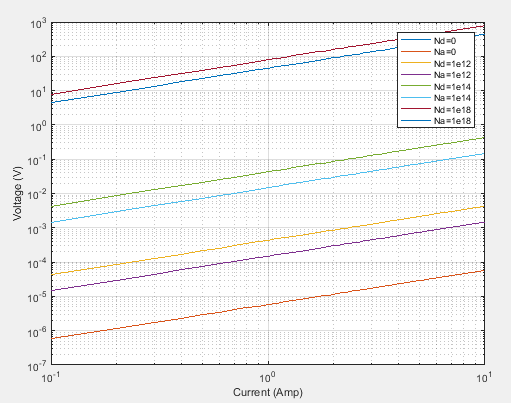 10^3
10^2
10^1
10^0
10^-1
10^-2
10^-3
10^-4
10^-5
10^-6
10^-7
Voltage (V)
Nd=0
Na=0
Nd=1e12
Na=1e12
Nd=1e14
Na=1e14
Nd=1e18
Na=1e18
10^-1
10^0
10^1
Current (Amp)